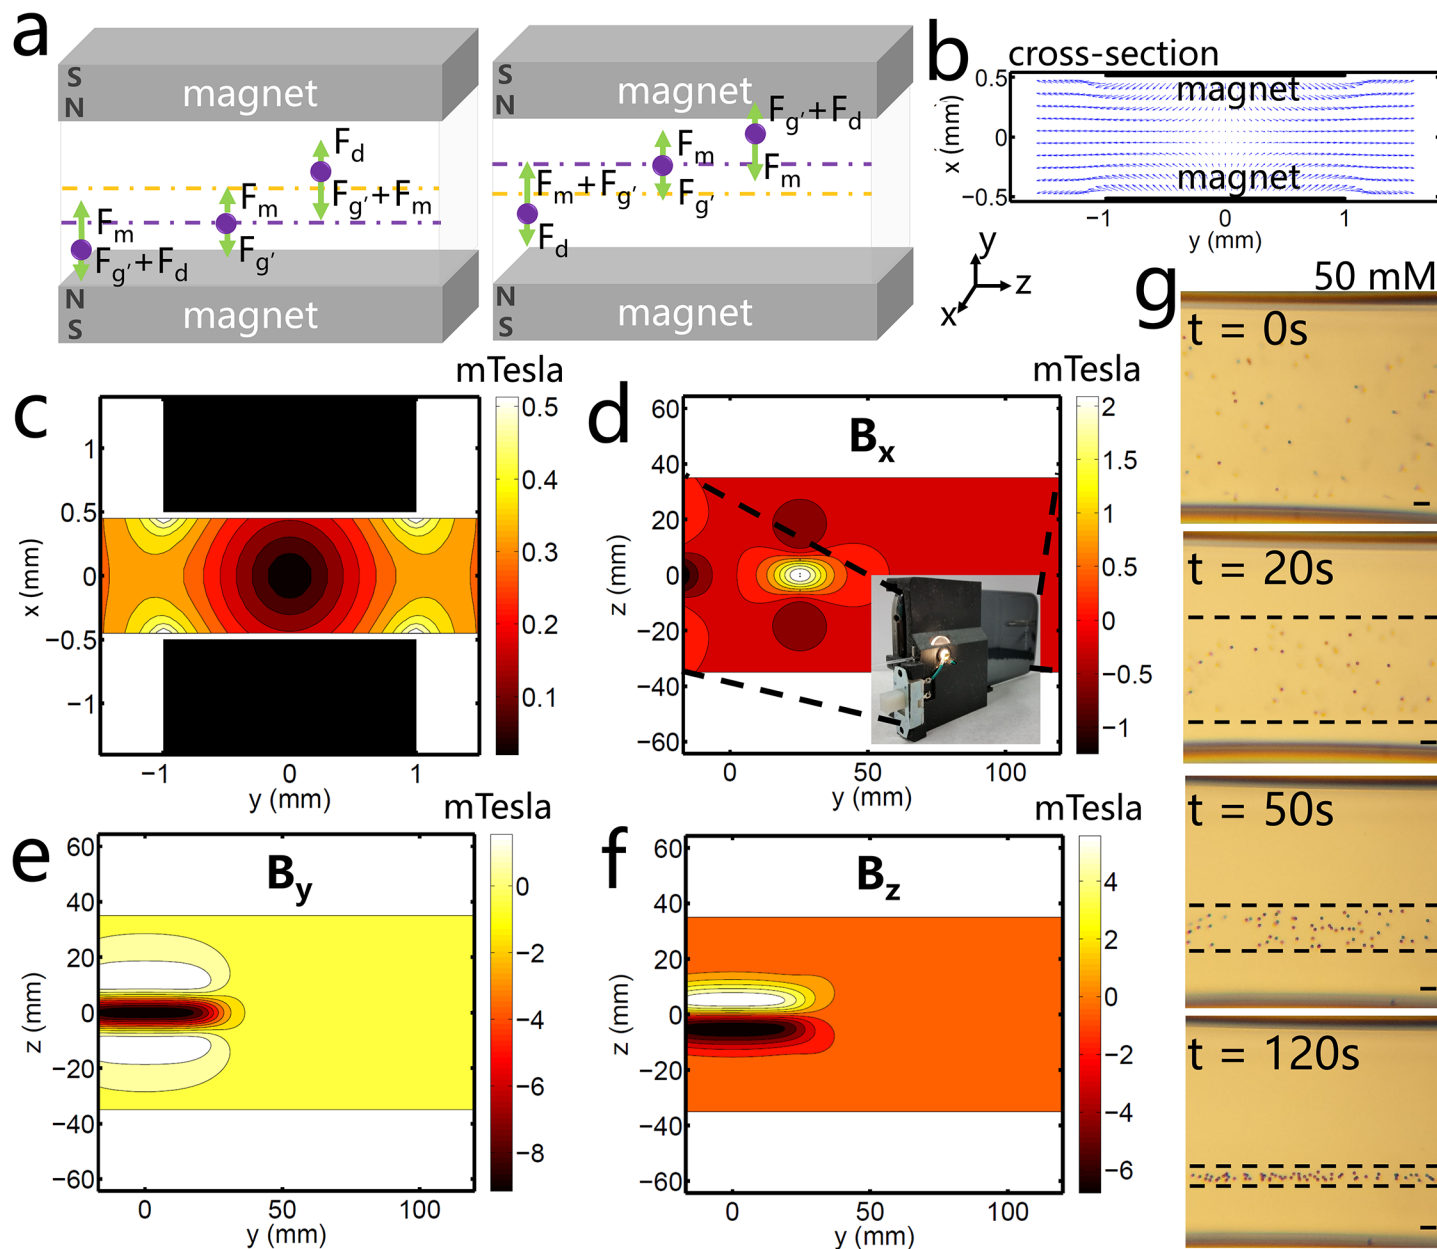 a
S
N
magnet
F_d
F_g'+F_m
F_m
F_g'
F_m
F_g'+F_d
N
S
magnet
S
N
magnet
F_g'+F_d
F_m
F_m
F_g'
F_m+F_g'
F_d
N
S
magnet
b
cross-section
0.5
0
−0.5
x (mm)
magnet
magnet
−1
0
1
y (mm)
y
z
x
c
mTesla
1
0.5
0
−0.5
−1
x (mm)
−1
0
1
y (mm)
0.5
0.4
0.3
0.2
0.1
d
mTesla
B_x
60
40
20
0
−20
−40
−60
z (mm)
0
50
100
y (mm)
2
1.5
1
0.5
0
−0.5
−1
e
mTesla
B_y
60
40
20
0
−20
−40
−60
z (mm)
0
50
100
y (mm)
0
−2
−4
−6
−8
f
mTesla
B_z
60
40
20
0
−20
−40
−60
z (mm)
0
50
100
y (mm)
4
2
0
−2
−4
−6
g
50 mM
t = 0s
t = 20s
t = 50s
t = 120s